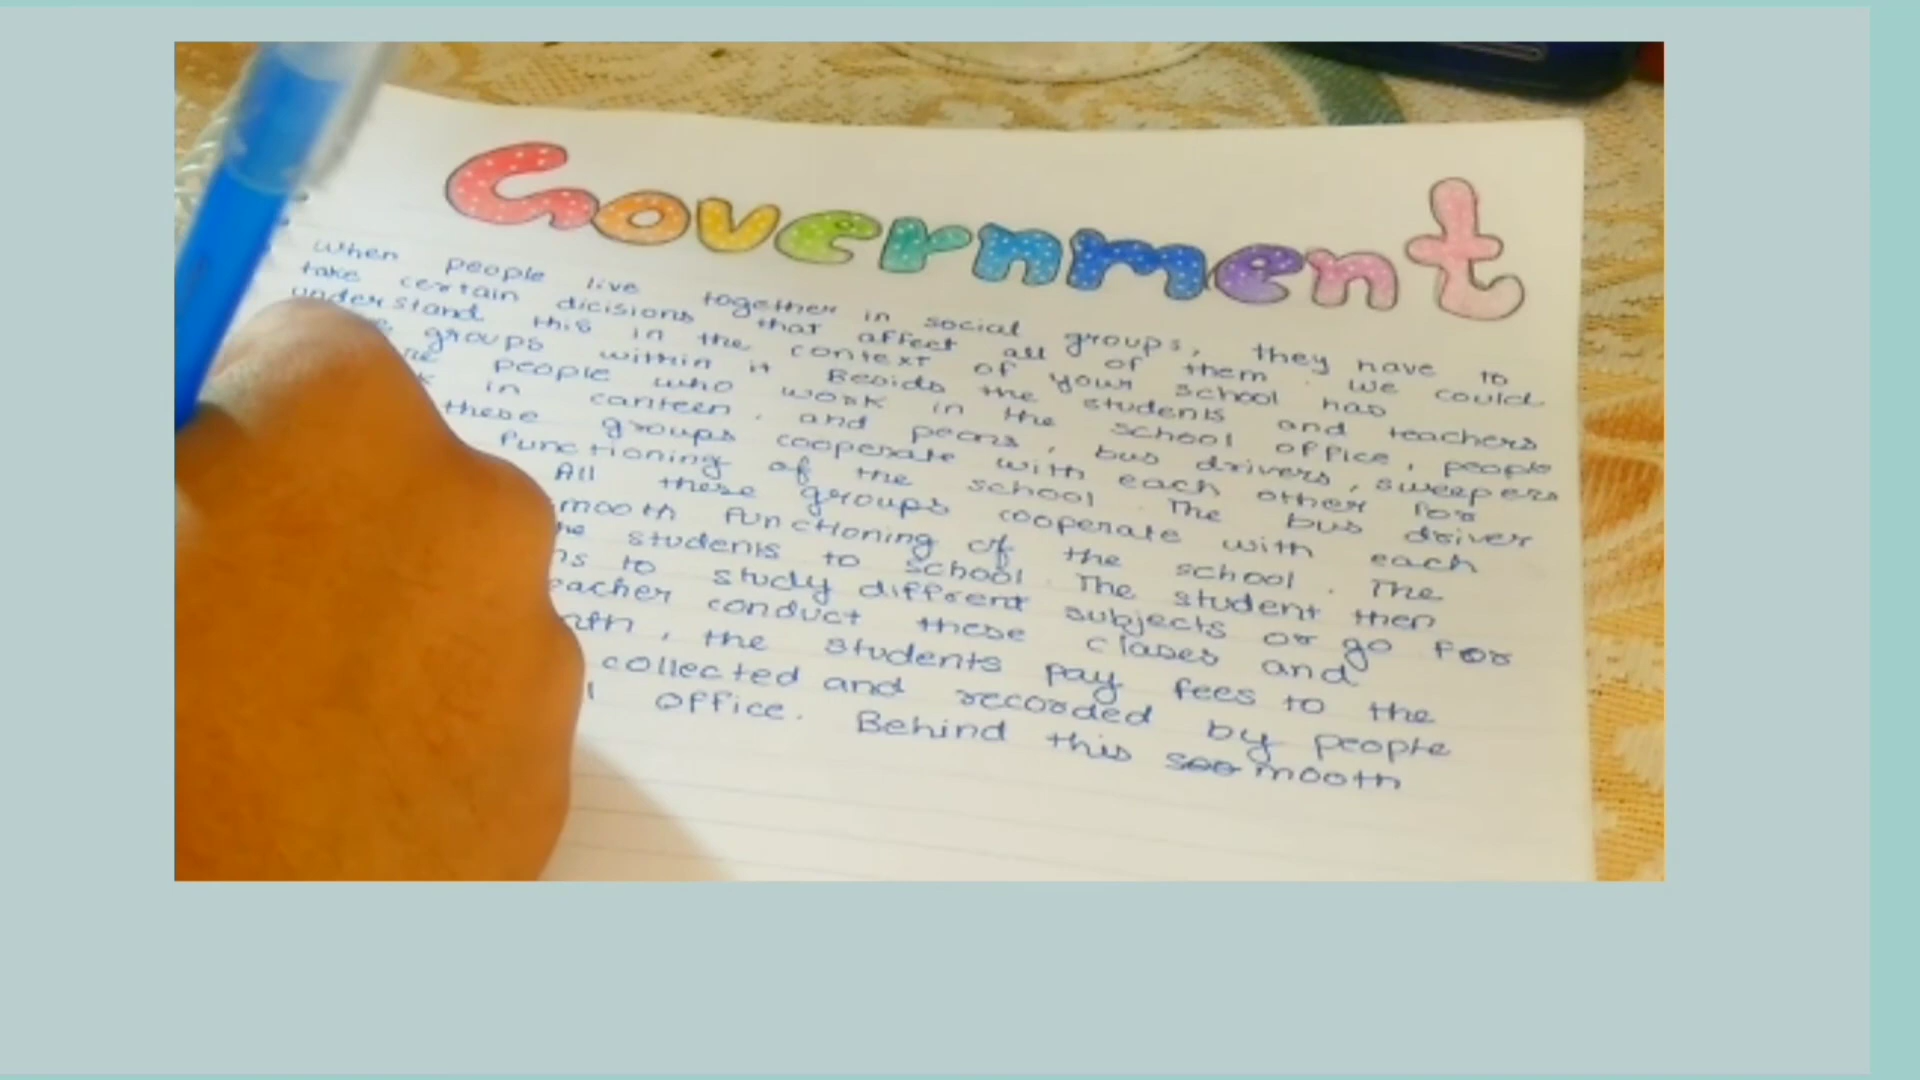 Government
When people live together in social groups, they have to
take certain dicisions that affect all of them. We could
understand this in the context of your school has
groups within it Besids the students and teachers
people who work in the school office, people
in canteen. and peons, bus drivers, sweepers
these groups cooperate with each other for
functioning of the school The bus driver
All these groups cooperate with each
mooth functioning of the school. The
students to school. The student then
to study different subjects or go for
eacher conduct these clases and
nth, the students pay fees to the
collected and recorded by people
office. Behind this smooth